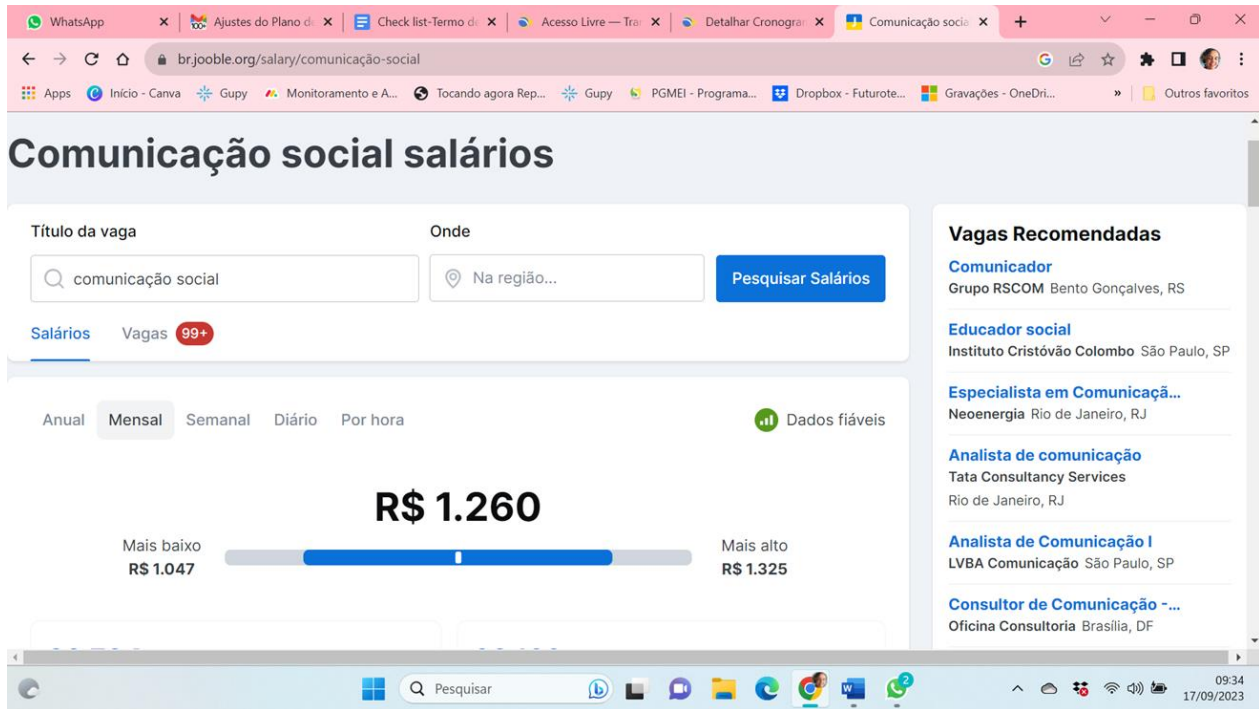 WhatsApp
Ajustes do Plano d
Check list-Termo de
Acesso Livre — Tra
Detalhar Cronogra
Comunicação socia
br.jooble.org/salary/comunicação-social
Apps Início - Canva Gupy Monitoramento e A... Tocando agora Rep... Gupy PGMEI - Programa... Dropbox - Futurote... Gravações - OneDri... » Outros favoritos
Comunicação social salários
Título da vaga
Onde
comunicação social
Na região...
Pesquisar Salários
Salários Vagas 99+
Anual Mensal Semanal Diário Por hora
Dados fiáveis
R$ 1.260
Mais baixo
R$ 1.047
Mais alto
R$ 1.325
Vagas Recomendadas
Comunicador
Grupo RSCOM Bento Gonçalves, RS
Educador social
Instituto Cristóvão Colombo São Paulo, SP
Especialista em Comunicaçã...
Neoenergia Rio de Janeiro, RJ
Analista de comunicação
Tata Consultancy Services
Rio de Janeiro, RJ
Analista de Comunicação I
LVBA Comunicação São Paulo, SP
Consultor de Comunicação -...
Oficina Consultoria Brasília, DF
Pesquisar
2
09:34
17/09/2023